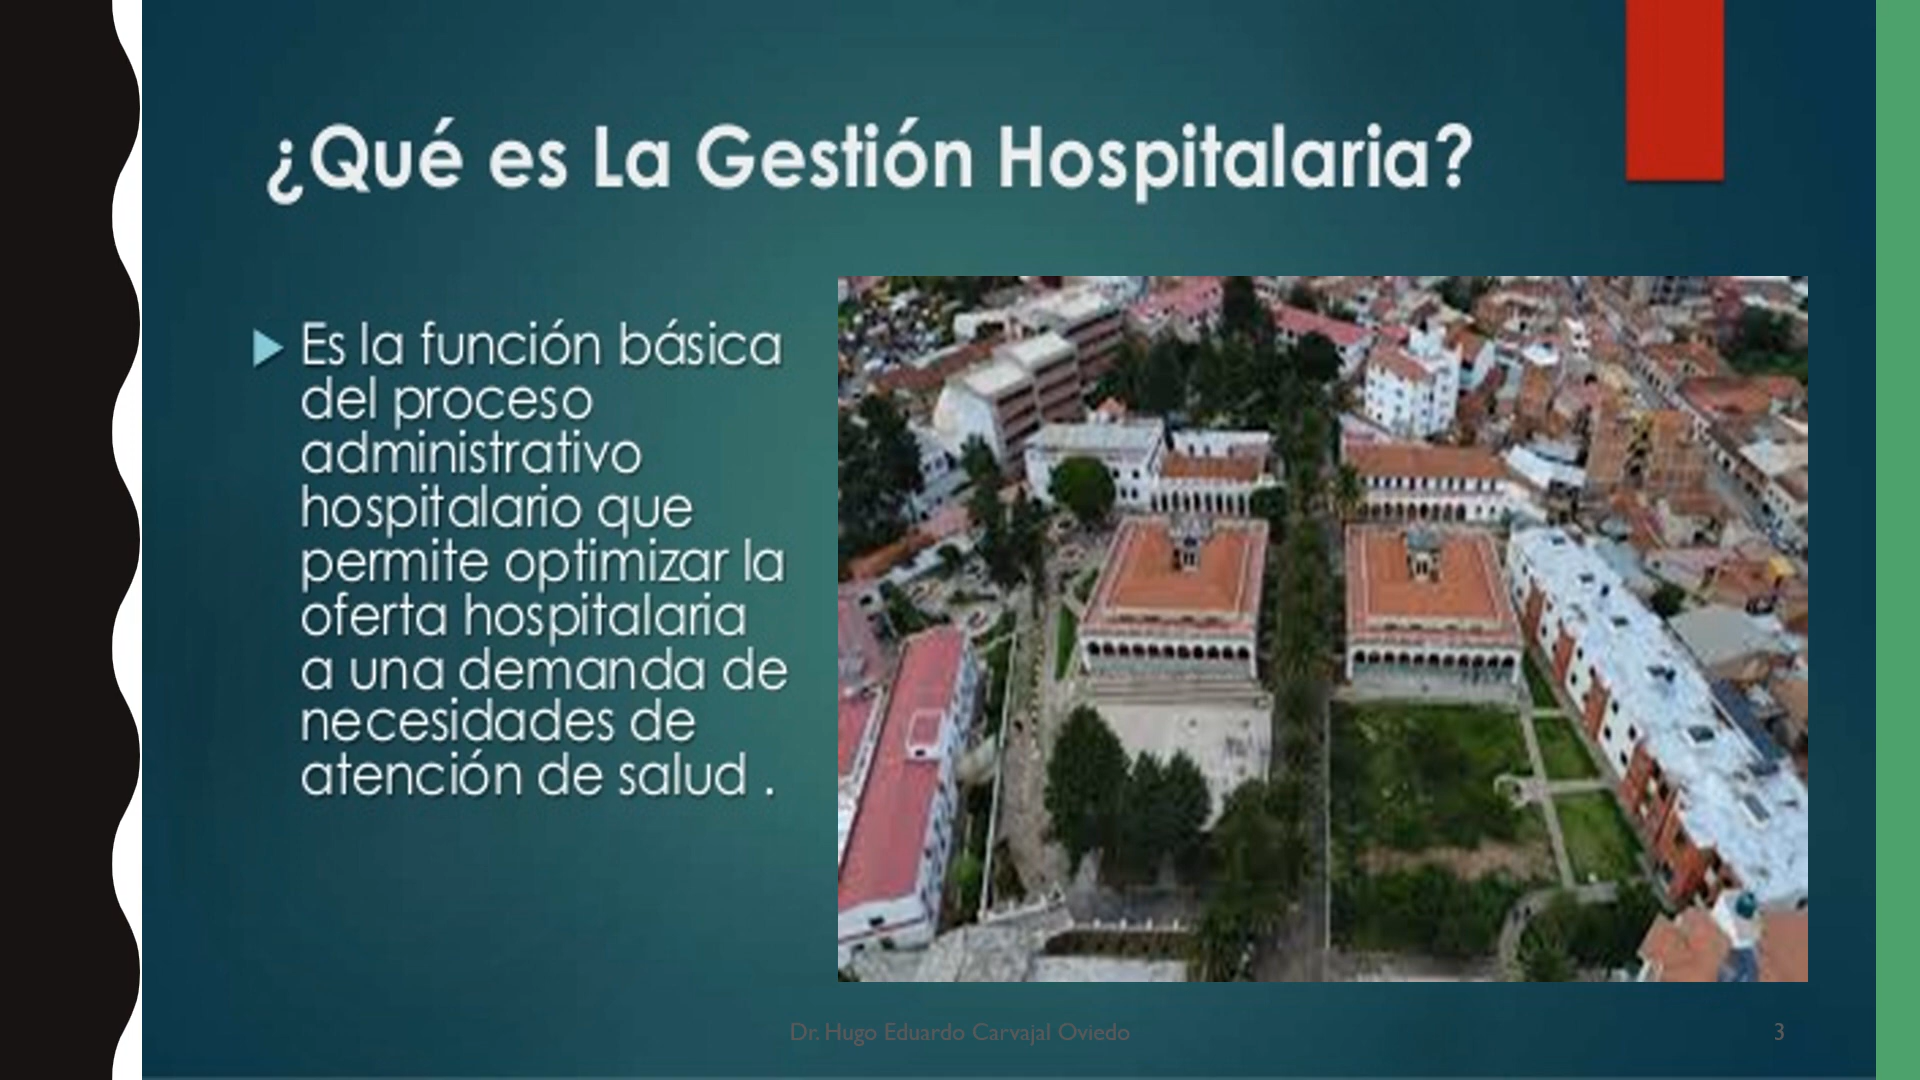 ¿Qué es La Gestión Hospitalaria?
Es la función básica
del proceso
administrativo
hospitalario que
permite optimizar la
oferta hospitalaria
a una demanda de
necesidades de
atención de salud .
Dr. Hugo Eduardo Carvajal Oviedo
3